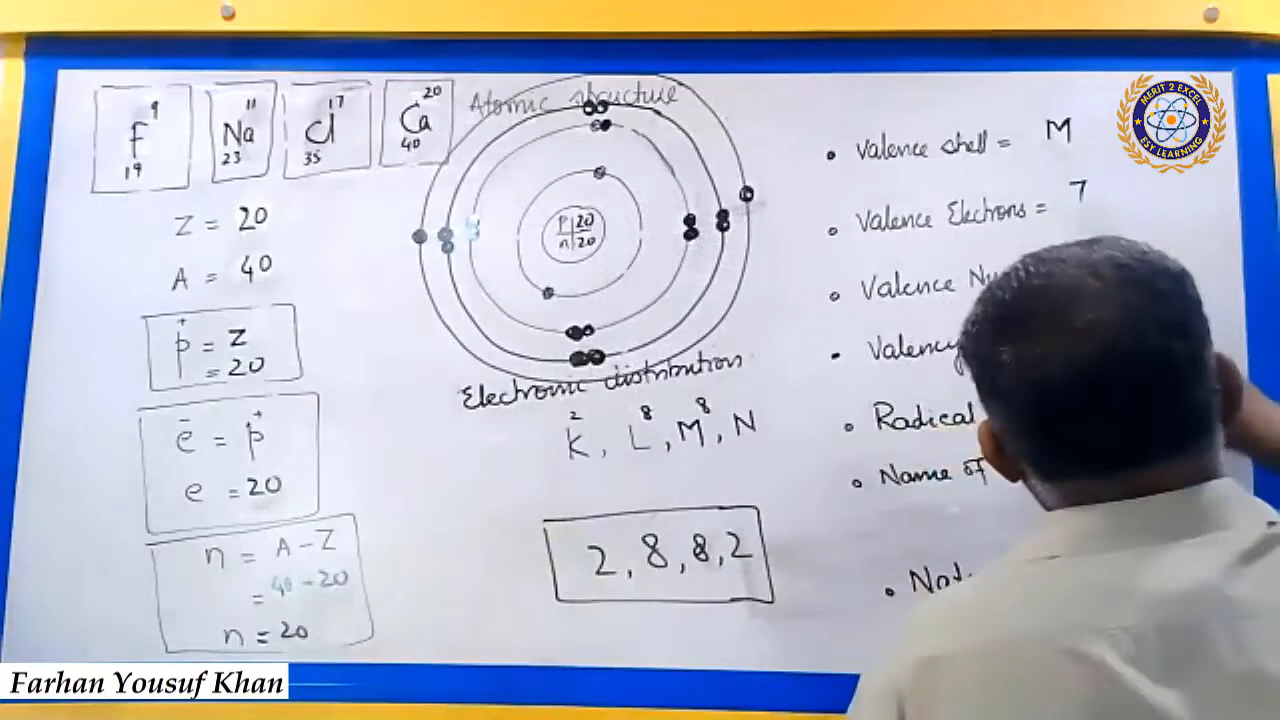 F 9 19
Na 11 23
Cl 17 35
Ca 20 40
Z = 20
A = 40
p+ = Z
= 20
e- = p+
e = 20
n = A - Z
= 40 - 20
n = 20
Atomic structure
P 20
n 20
Electronic distribution
2 8 8
K, L, M, N
2, 8, 8, 2
• Valence shell = M
• Valence Electrons = 7
• Valence
• Valency
• Radical
• Name of
MERIT 2 EXCEL
ESY LEARNING
Farhan Yousuf Khan